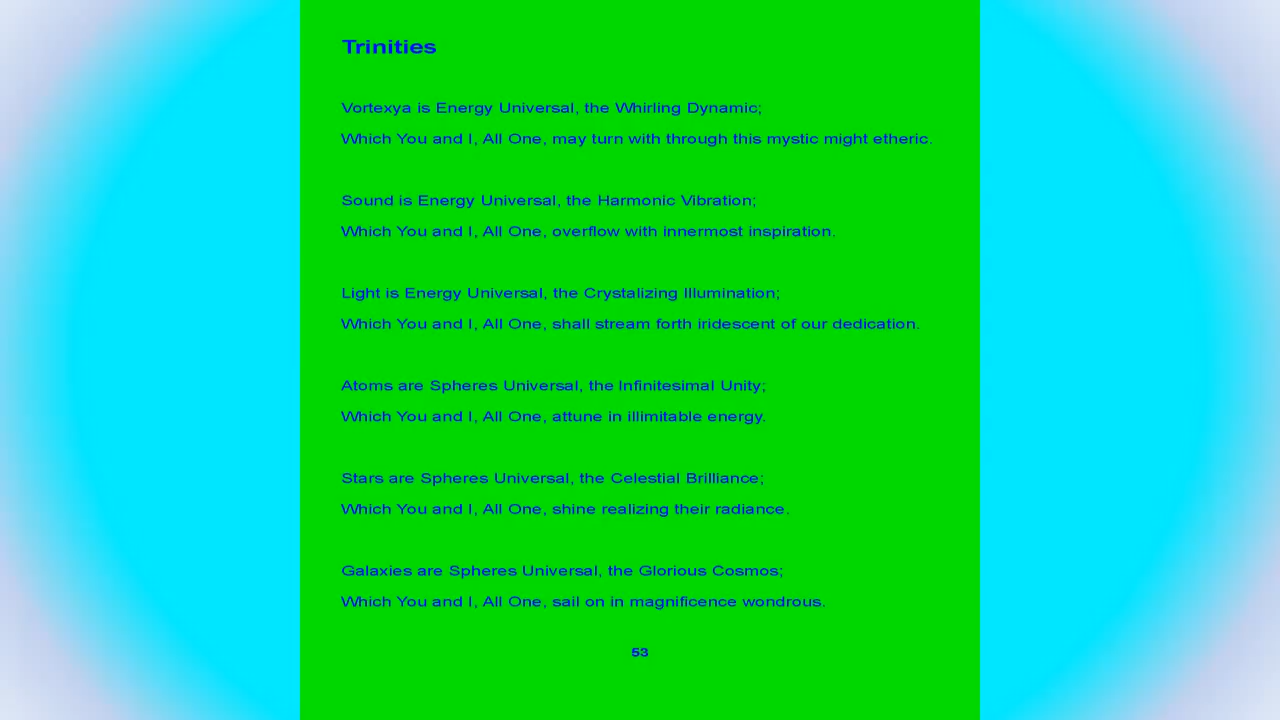 Trinities
Vortexya is Energy Universal, the Whirling Dynamic;
Which You and I, All One, may turn with through this mystic might etheric.
Sound is Energy Universal, the Harmonic Vibration;
Which You and I, All One, overflow with innermost inspiration.
Light is Energy Universal, the Crystalizing Illumination;
Which You and I, All One, shall stream forth iridescent of our dedication.
Atoms are Spheres Universal, the Infinitesimal Unity;
Which You and I, All One, attune in illimitable energy.
Stars are Spheres Universal, the Celestial Brilliance;
Which You and I, All One, shine realizing their radiance.
Galaxies are Spheres Universal, the Glorious Cosmos;
Which You and I, All One, sail on in magnificence wondrous.
53